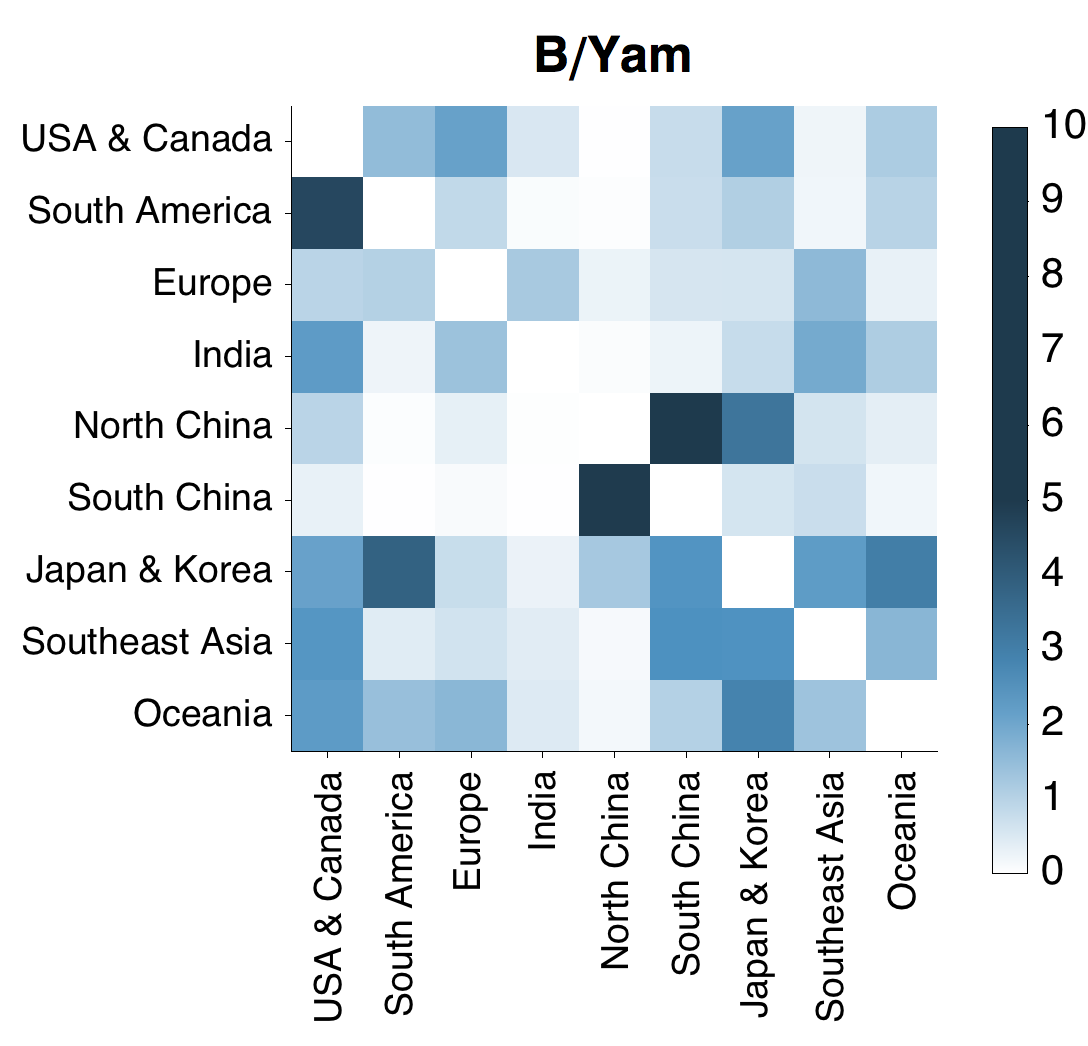 B/Yam
USA & Canada
South America
Europe
India
North China
South China
Japan & Korea
Southeast Asia
Oceania
USA & Canada
South America
Europe
India
North China
South China
Japan & Korea
Southeast Asia
Oceania
10
9
8
7
6
5
4
3
2
1
0